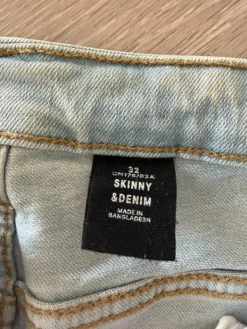 32
CN175/82A
SKINNY
&DENIM
MADE IN
BANGLADESH